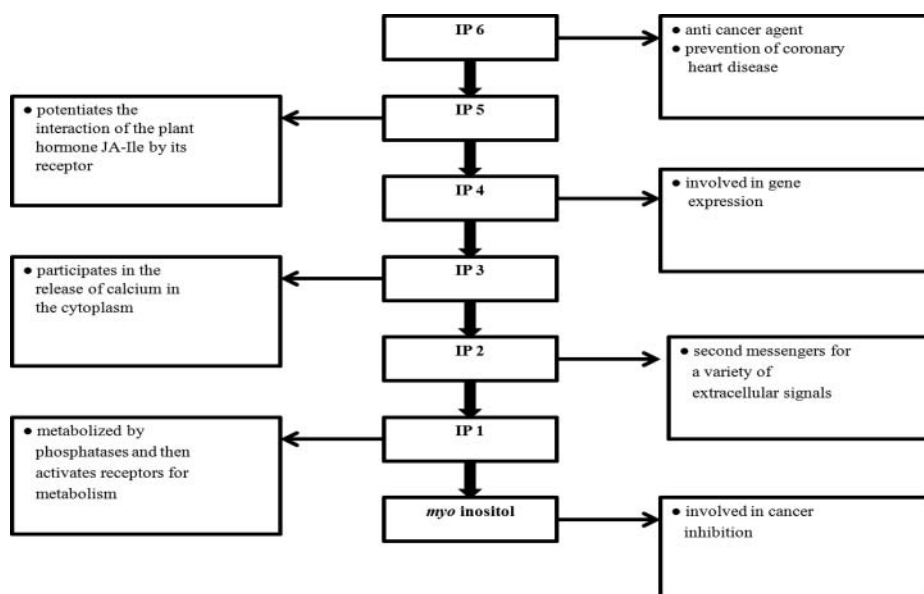 IP 6
● anti cancer agent
● prevention of coronary
heart disease
● potentiates the
interaction of the plant
hormone JA-Ile by its
receptor
IP 5
IP 4
● involved in gene
expression
● participates in the
release of calcium in
the cytoplasm
IP 3
IP 2
● second messengers for
a variety of
extracellular signals
● metabolized by
phosphatases and then
activates receptors for
metabolism
IP 1
myo inositol
● involved in cancer
inhibition